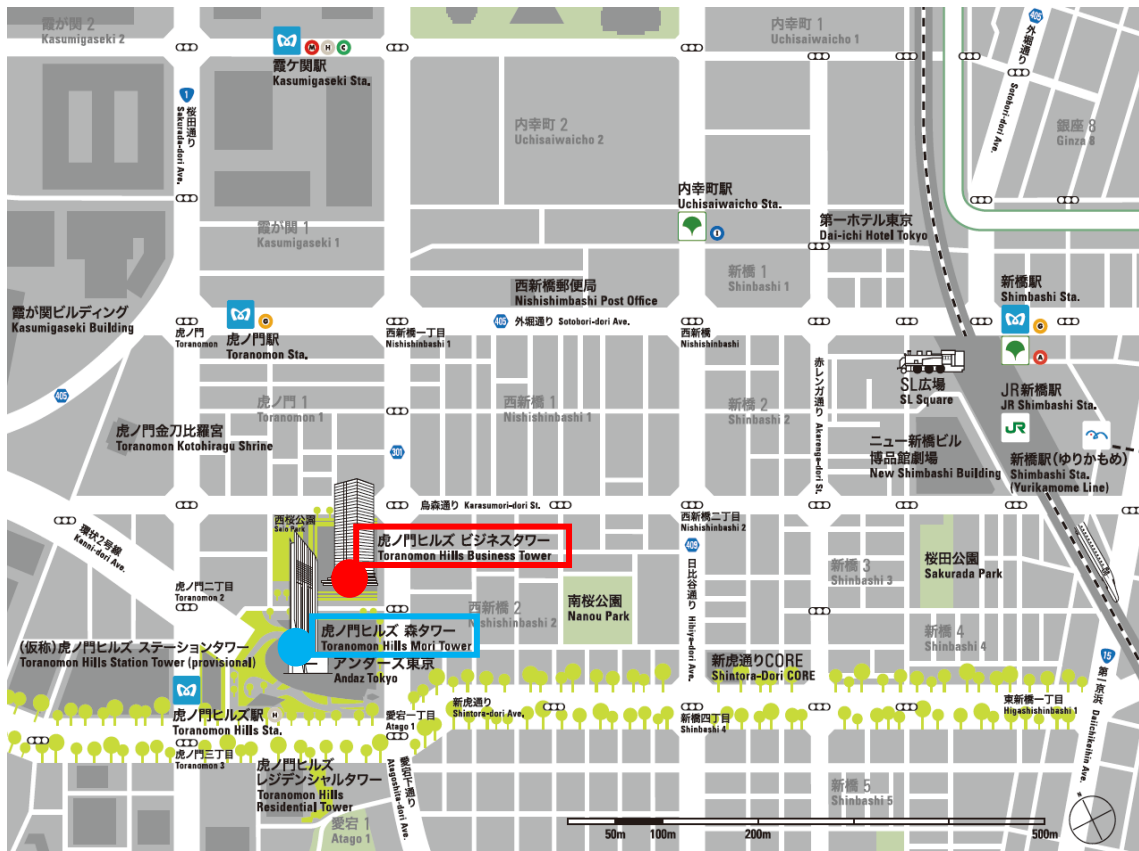 霞が関 2
Kasumigaseki 2
M H C
霞ケ関駅
Kasumigaseki Sta.
内幸町 1
Uchisaiwaicho 1
405
外堀通り
Sotobori-dori Ave.
1
桜田通り
Sakurada-dori Ave.
内幸町 2
Uchisaiwaicho 2
銀座 8
Ginza 8
内幸町駅
Uchisaiwaicho Sta.
I
霞が関 1
Kasumigaseki 1
第一ホテル東京
Dai-ichi Hotel Tokyo
新橋 1
Shinbashi 1
西新橋郵便局
Nishishimbashi Post Office
新橋駅
Shimbashi Sta.
G
A
霞が関ビルディング
Kasumigaseki Building
G
虎ノ門
Toranomon
虎ノ門駅
Toranomon Sta.
405 外堀通り Sotobori-dori Ave.
西新橋一丁目
Nishishinbashi 1
西新橋
Nishishinbashi
赤レンガ通り Akarenga-dori St.
SL広場
SL Square
JR新橋駅
JR Shimbashi Sta.
JR
405
虎ノ門 1
Toranomon 1
西新橋 1
Nishishinbashi 1
新橋 2
Shinbashi 2
虎ノ門金刀比羅宮
Toranomon Kotohiragu Shrine
301
ニュー新橋ビル
博品館劇場
New Shimbashi Building
新橋駅(ゆりかもめ)
Shimbashi Sta.
(Yurikamome Line)
烏森通り Karasumori-dori St.
西桜公園
環状2号線
Kanni-dori Ave.
西新橋二丁目
Nishishinbashi 2
虎ノ門ヒルズ ビジネスタワー
Toranomon Hills Business Tower
409
日比谷通り Hibiya-dori Ave.
新橋 3
Shinbashi 3
桜田公園
Sakurada Park
虎ノ門二丁目
Toranomon 2
西新橋 2
Nishishinbashi 2
南桜公園
Nanou Park
新橋 4
Shinbashi 4
虎ノ門ヒルズ 森タワー
Toranomon Hills Mori Tower
(仮称)虎ノ門ヒルズ ステーションタワー
Toranomon Hills Station Tower (provisional)
アンダーズ東京
Andaz Tokyo
新虎通りCORE
Shintora-Dori CORE
15
第一京浜 Daiichikeihin Ave.
虎ノ門ヒルズ駅 H
Toranomon Hills Sta.
愛宕一丁目
Atago 1
新虎通り
Shintora-dori Ave.
新橋四丁目
Shinbashi 4
東新橋一丁目
Higashishinbashi 1
虎ノ門三丁目
Toranomon 3
虎ノ門ヒルズ
レジデンシャルタワー
Toranomon Hills
Residential Tower
愛宕下通り
Atagoshita-dori Ave.
愛宕 1
Atago 1
新橋 5
Shinbashi 5
50m 100m 200m 500m